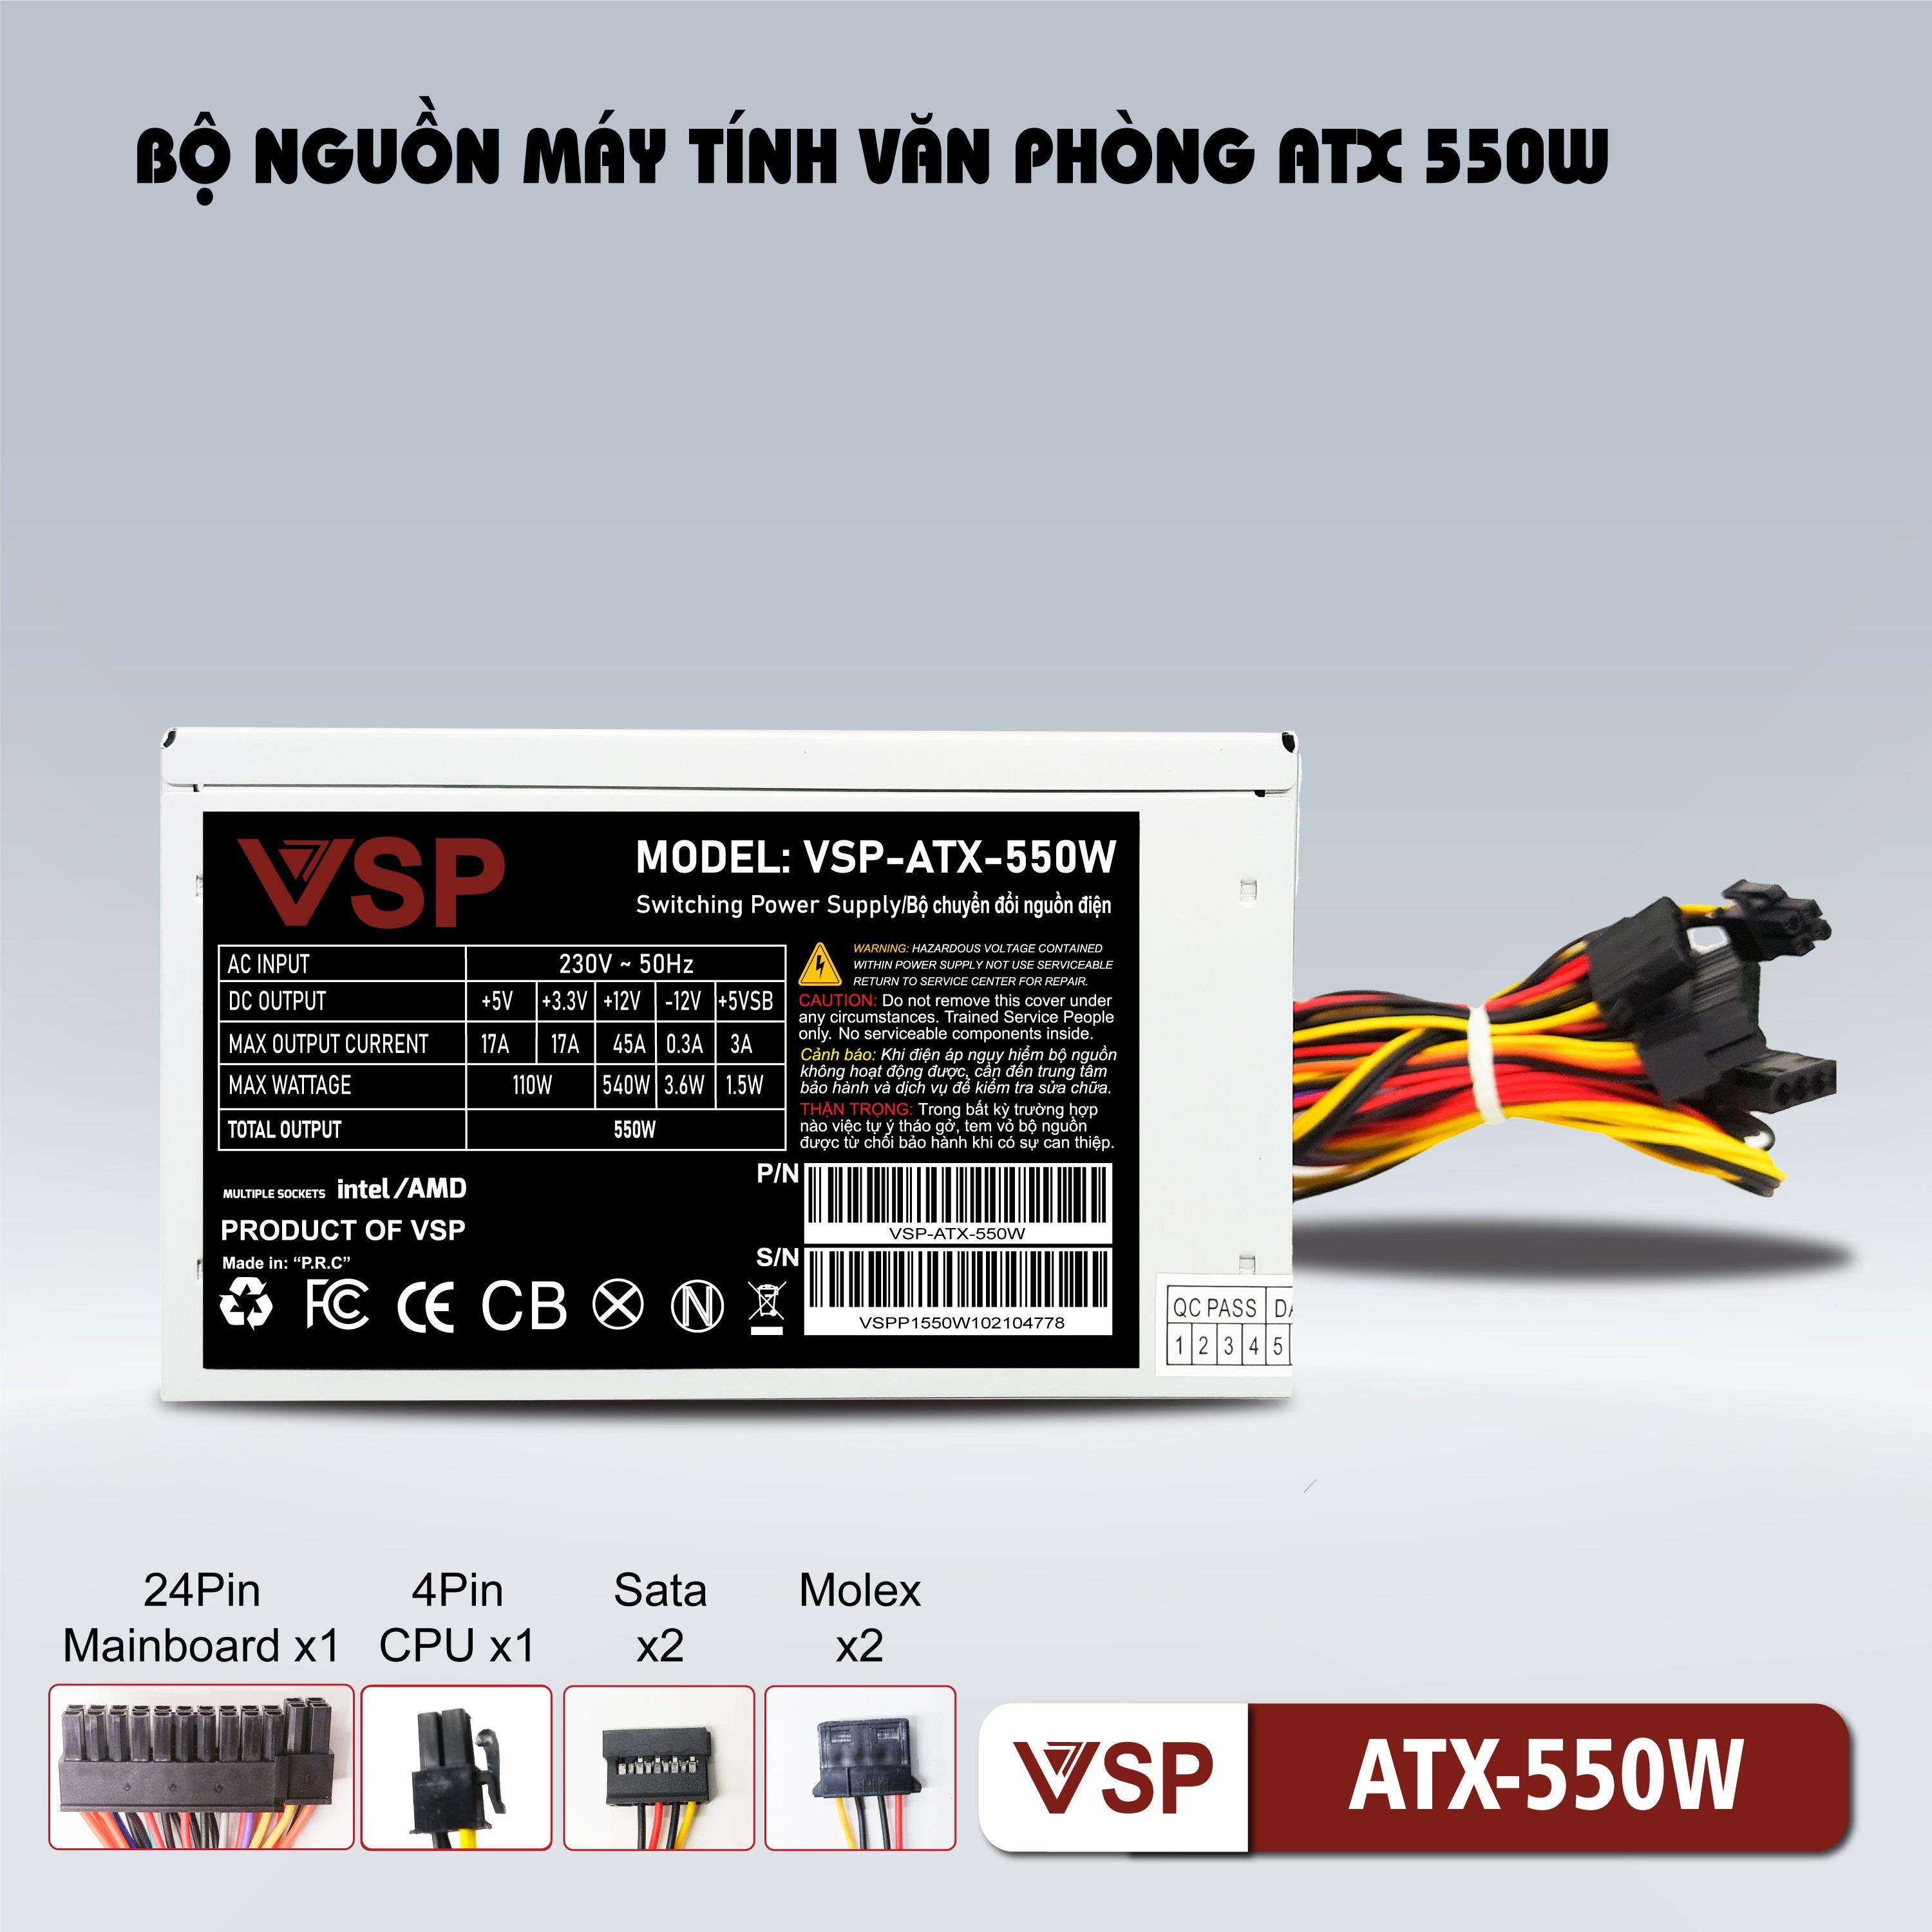 BỘ NGUỒN MÁY TÍNH VĂN PHÒNG ATX 550W
VSP
MODEL: VSP-ATX-550W
Switching Power Supply/Bộ chuyển đổi nguồn điện
AC INPUT 230V ~ 50Hz
DC OUTPUT +5V +3.3V +12V -12V +5VSB
MAX OUTPUT CURRENT 17A 17A 45A 0.3A 3A
MAX WATTAGE 110W 540W 3.6W 1.5W
TOTAL OUTPUT 550W
WARNING: HAZARDOUS VOLTAGE CONTAINED
WITHIN POWER SUPPLY NOT USE SERVICEABLE
RETURN TO SERVICE CENTER FOR REPAIR.
CAUTION: Do not remove this cover under
any circumstances. Trained Service People
only. No serviceable components inside.
Cảnh báo: Khi điện áp nguy hiểm bộ nguồn
không hoạt động được, cần đến trung tâm
bảo hành và dịch vụ để kiểm tra sửa chữa.
THẬN TRỌNG: Trong bất kỳ trường hợp
nào việc tự ý tháo gở, tem vỏ bộ nguồn
được từ chối bảo hành khi có sự can thiệp.
MULTIPLE SOCKETS intel/AMD
PRODUCT OF VSP
Made in: “P.R.C”
FC CE CB N
P/N
VSP-ATX-550W
S/N
VSPP1550W102104778
QC PASS DA
1 2 3 4 5
24Pin
Mainboard x1
4Pin
CPU x1
Sata
x2
Molex
x2
VSP
ATX-550W